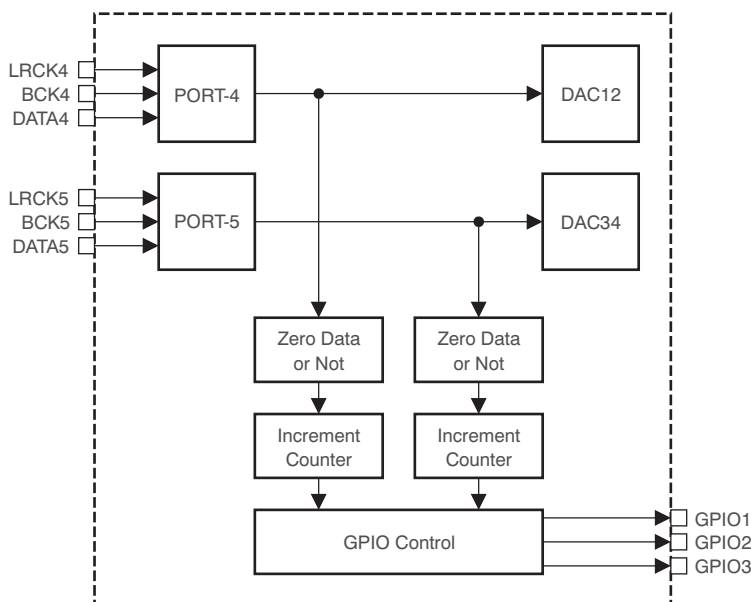 LRCK4
BCK4
DATA4
PORT-4
DAC12
LRCK5
BCK5
DATA5
PORT-5
DAC34
Zero Data
or Not
Zero Data
or Not
Increment
Counter
Increment
Counter
GPIO Control
GPIO1
GPIO2
GPIO3